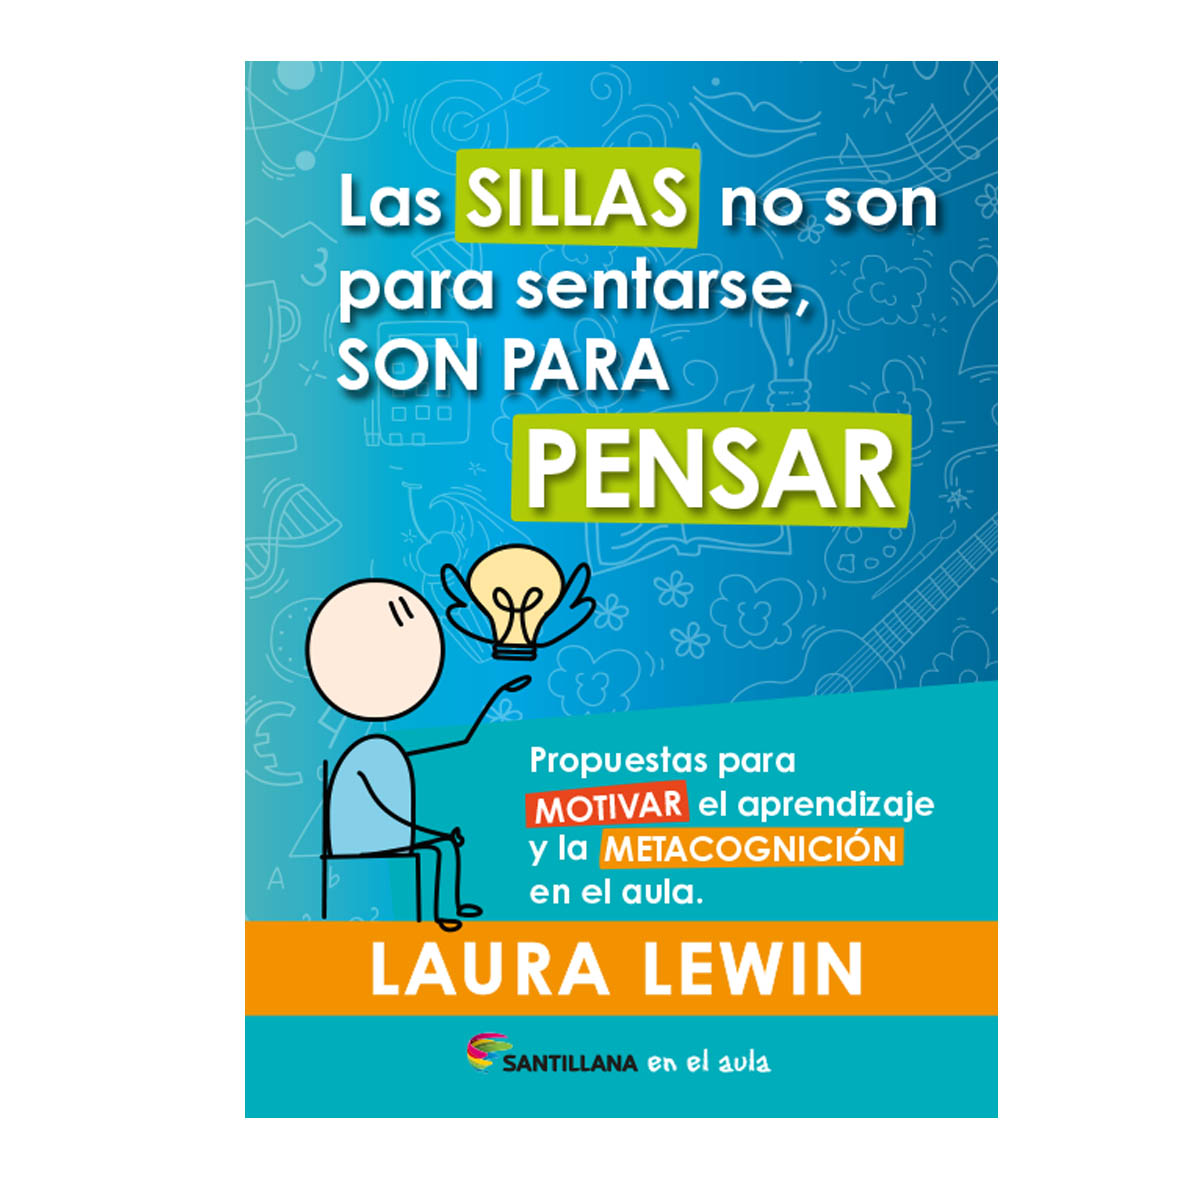 Las SILLAS no son
para sentarse,
SON PARA
PENSAR
Propuestas para
MOTIVAR el aprendizaje
y la METACOGNICIÓN
en el aula.
LAURA LEWIN
SANTILLANA en el aula